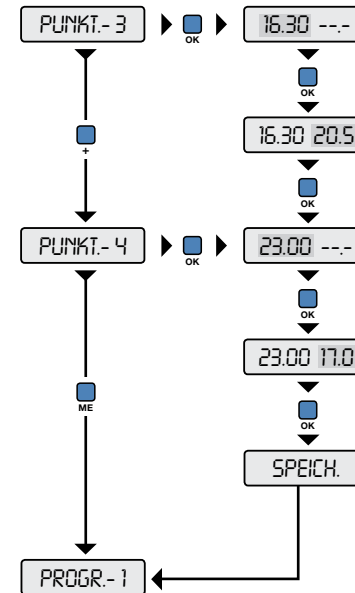 PUNKT.- 3
OK
16.30 --.-
OK
16.30 20.5
+
OK
PUNKT.- 4
OK
23.00 --.-
OK
23.00 17.0
ME
OK
SPEICH.
PROGR.- 1